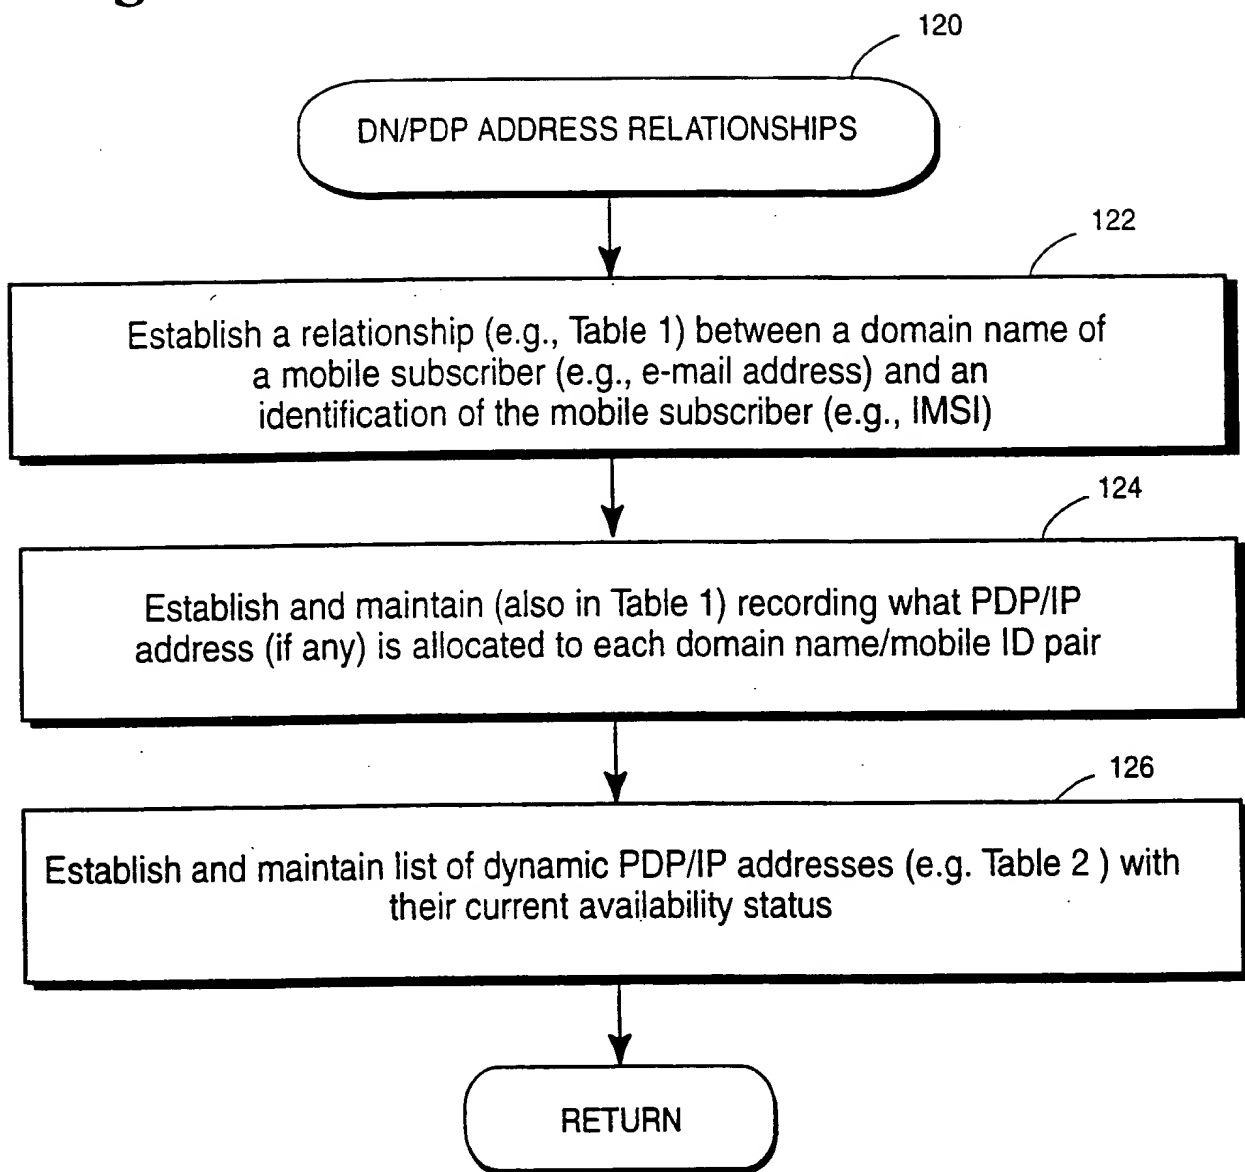 120
DN/PDP ADDRESS RELATIONSHIPS
122
Establish a relationship (e.g., Table 1) between a domain name of
a mobile subscriber (e.g., e-mail address) and an
identification of the mobile subscriber (e.g., IMSI)
124
Establish and maintain (also in Table 1) recording what PDP/IP
address (if any) is allocated to each domain name/mobile ID pair
126
Establish and maintain list of dynamic PDP/IP addresses (e.g. Table 2 ) with
their current availability status
RETURN